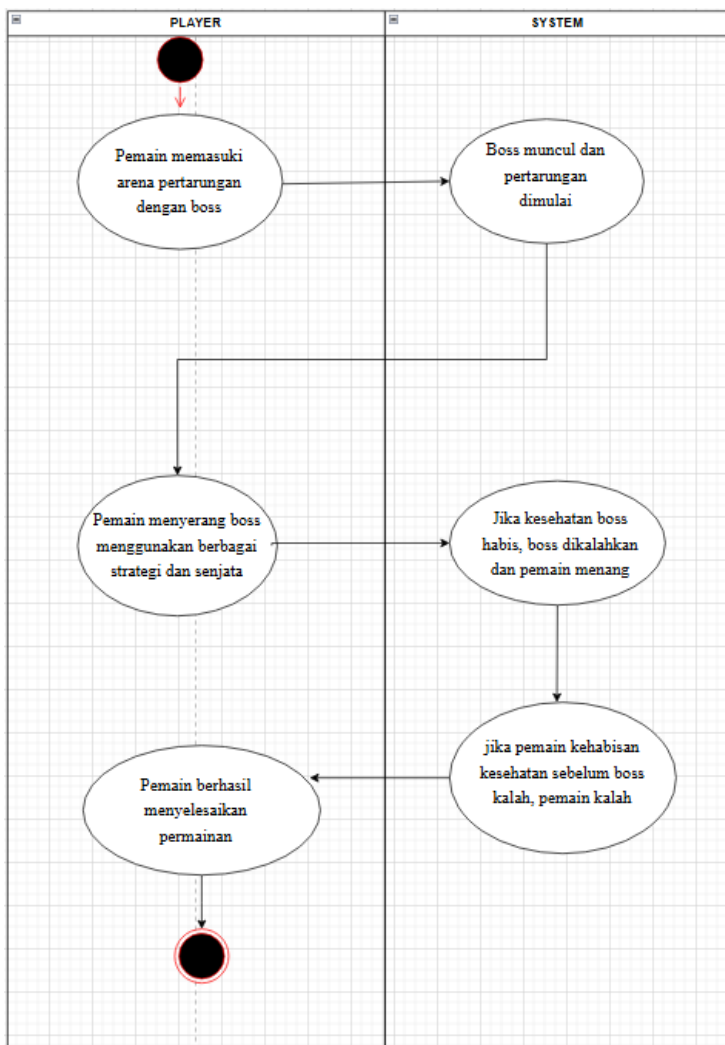 PLAYER
SYSTEM
Pemain memasuki
arena pertarungan
dengan boss
Boss muncul dan
pertarungan
dimulai
Pemain menyerang boss
menggunakan berbagai
strategi dan senjata
Jika kesehatan boss
habis, boss dikalahkan
dan pemain menang
jika pemain kehabisan
kesehatan sebelum boss
kalah, pemain kalah
Pemain berhasil
menyelesaikan
permainan